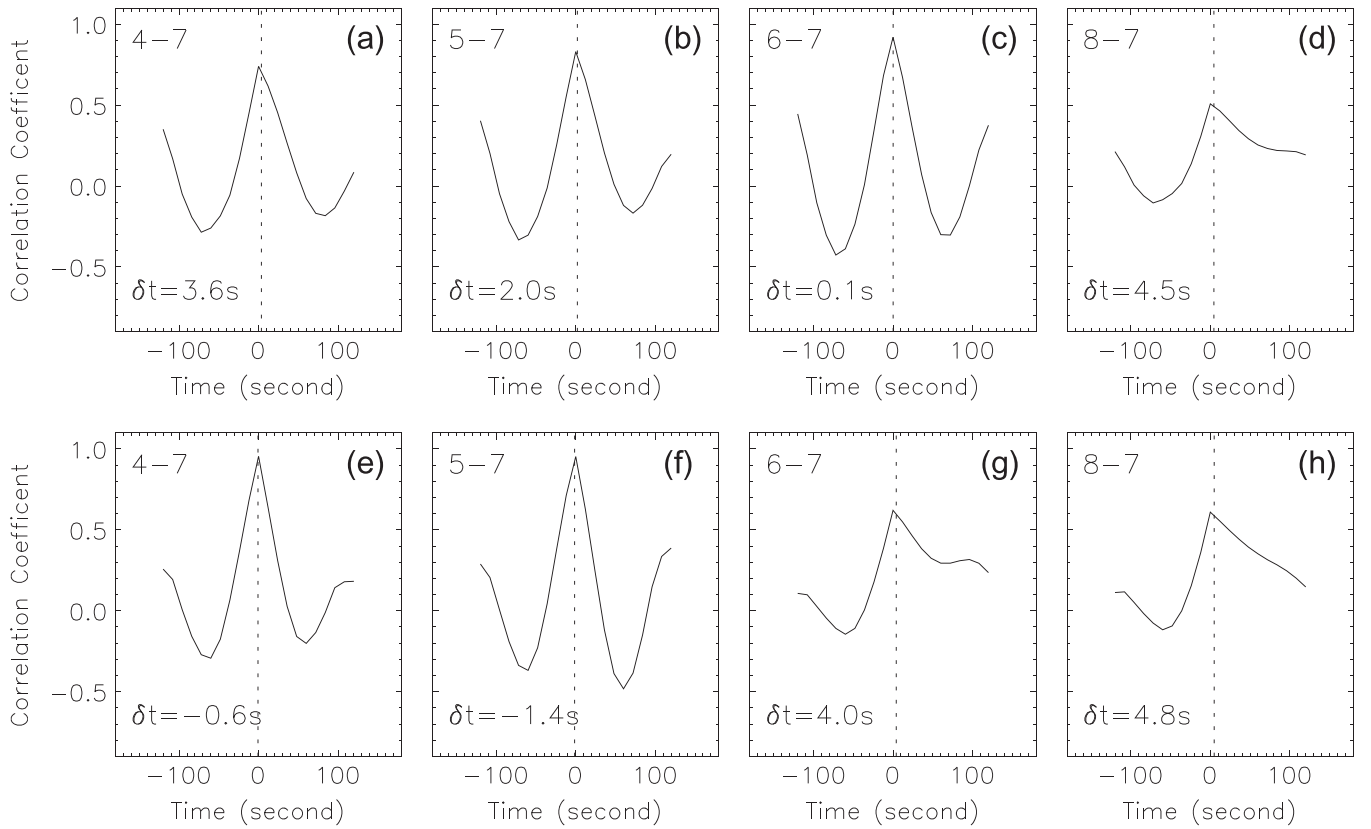 4−7 (a)
5−7 (b)
6−7 (c)
8−7 (d)
Correlation Coefficent
1.0
0.5
0.0
−0.5
δt=3.6s
δt=2.0s
δt=0.1s
δt=4.5s
−100 0 100
−100 0 100
−100 0 100
−100 0 100
Time (second)
Time (second)
Time (second)
Time (second)
4−7 (e)
5−7 (f)
6−7 (g)
8−7 (h)
Correlation Coefficent
1.0
0.5
0.0
−0.5
δt=−0.6s
δt=−1.4s
δt=4.0s
δt=4.8s
−100 0 100
−100 0 100
−100 0 100
−100 0 100
Time (second)
Time (second)
Time (second)
Time (second)